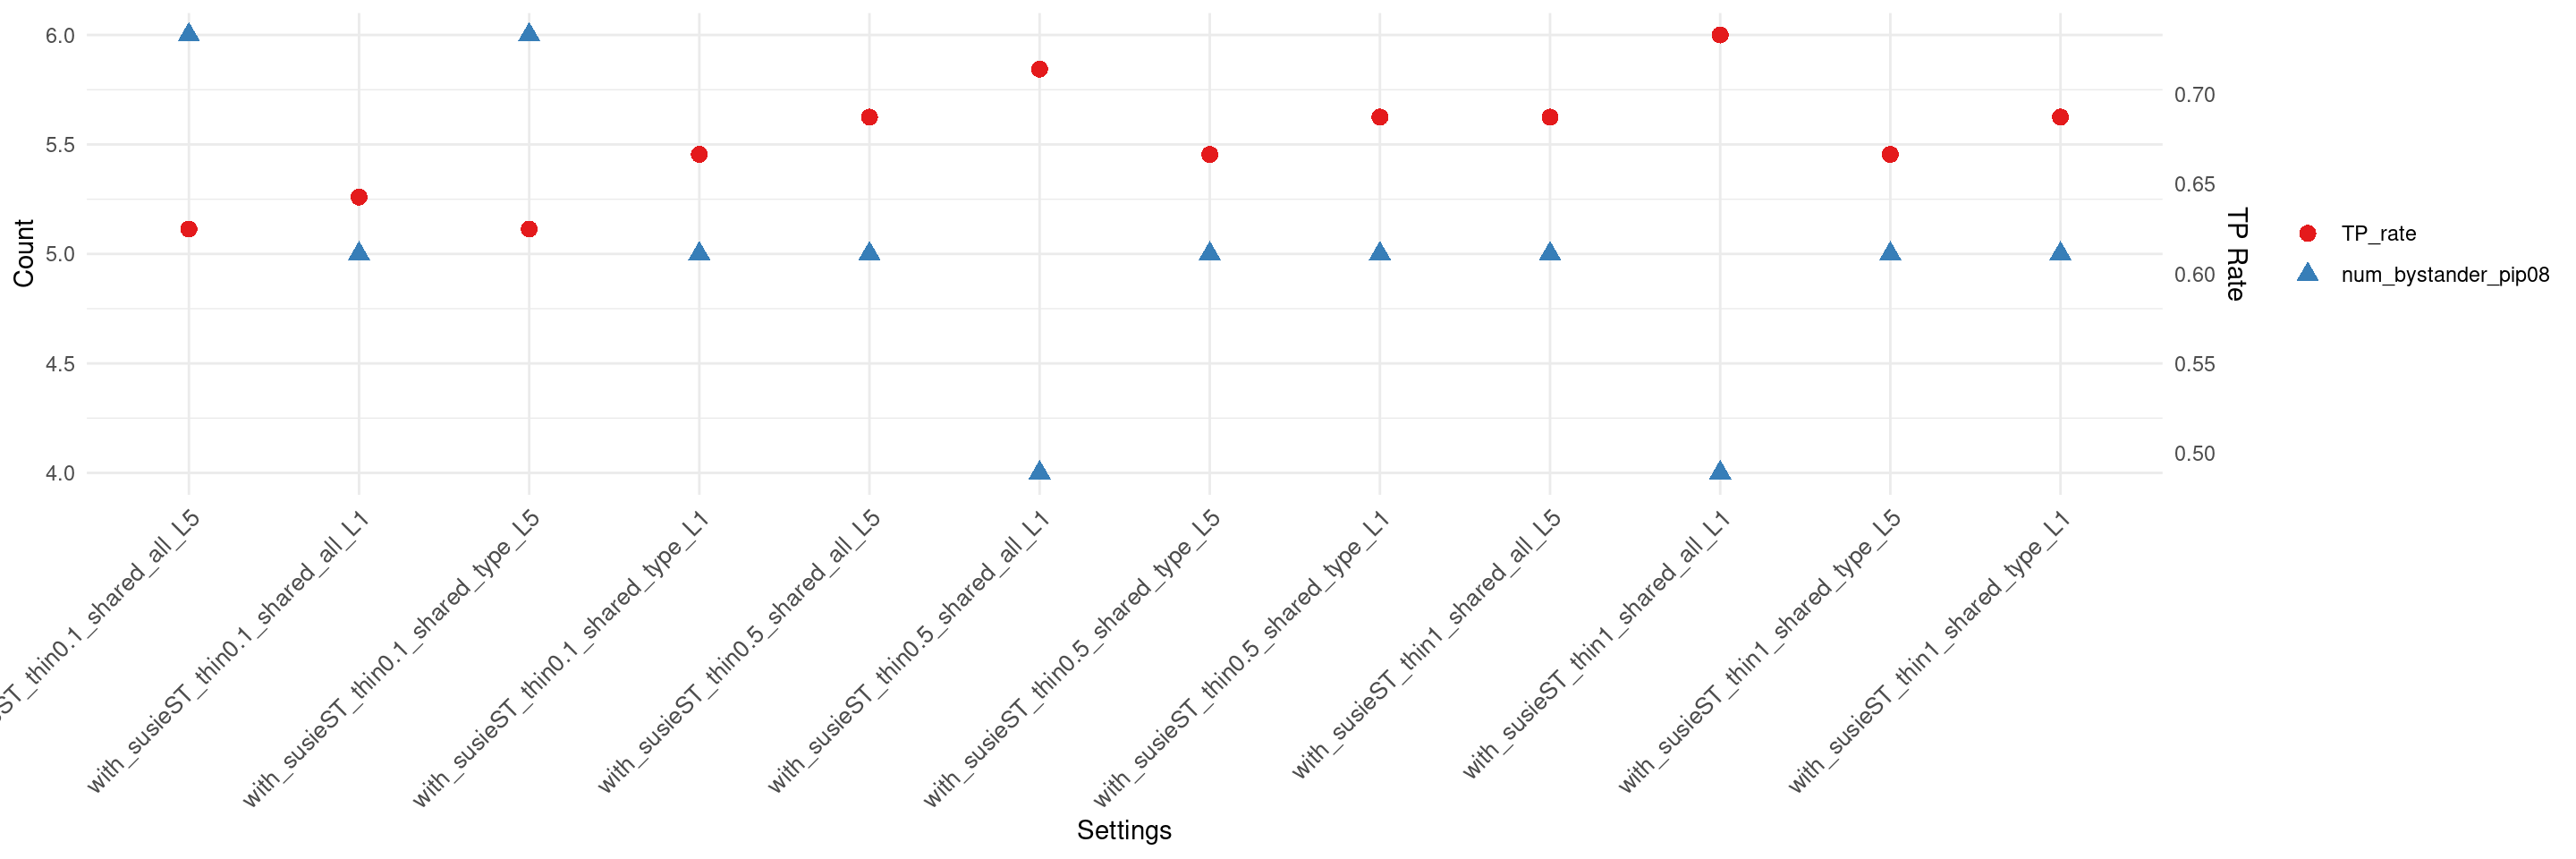 6.0
5.5
5.0
4.5
4.0
Count
0.70
0.65
0.60
0.55
0.50
TP Rate
TP_rate
num_bystander_pip08
ST_thin0.1_shared_all_L5
with_susieST_thin0.1_shared_all_L1
with_susieST_thin0.1_shared_type_L5
with_susieST_thin0.1_shared_type_L1
with_susieST_thin0.5_shared_all_L5
with_susieST_thin0.5_shared_all_L1
with_susieST_thin0.5_shared_type_L5
with_susieST_thin0.5_shared_type_L1
with_susieST_thin1_shared_all_L5
with_susieST_thin1_shared_all_L1
with_susieST_thin1_shared_type_L5
with_susieST_thin1_shared_type_L1
Settings